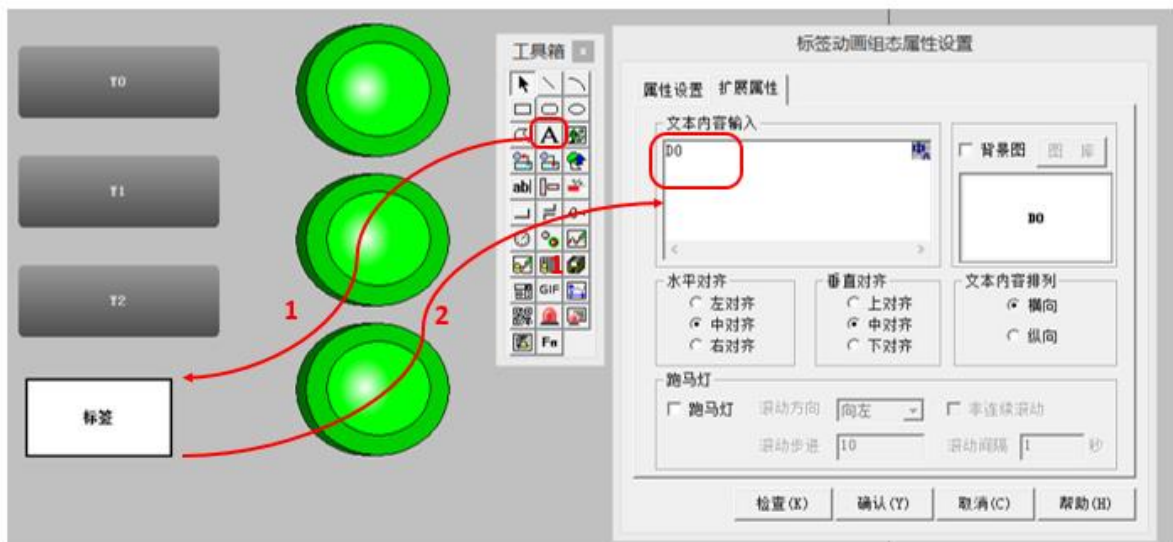 Y0
Y1
Y2
标签
1
2
工具箱
A
ab|
1
GIF
Fn
标签动画组态属性设置
属性设置 扩展属性
文本内容输入
D0
背景图 图 库
D0
水平对齐
左对齐
中对齐
右对齐
垂直对齐
上对齐
中对齐
下对齐
文本内容排列
横向
纵向
跑马灯
跑马灯 滚动方向 向左 非连续滚动
滚动步进 10 滚动间隔 1 秒
检查(K) 确认(Y) 取消(C) 帮助(H)